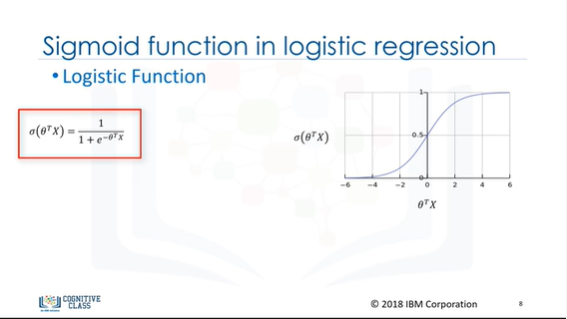 Sigmoid function in logistic regression
• Logistic Function
σ(θᵀX) = 1 / (1 + e^(−θᵀX))
σ(θᵀX)
1
0.5
0
−6 −4 −2 0 2 4 6
θᵀX
COGNITIVE
CLASS
© 2018 IBM Corporation
8